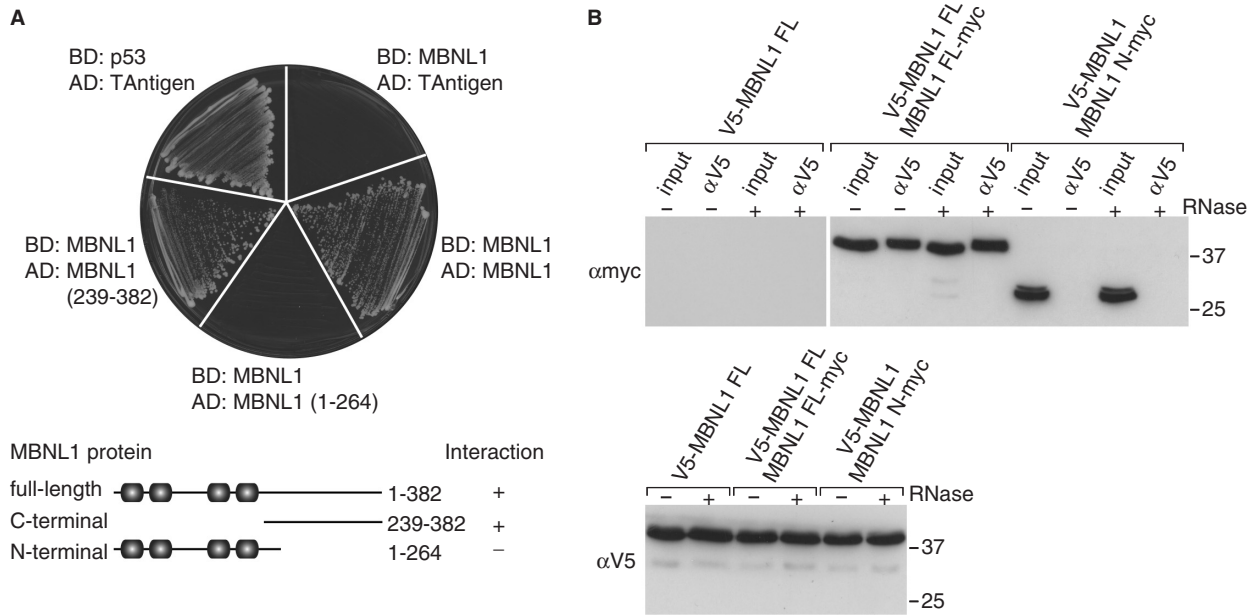 A
BD: p53
AD: TAntigen
BD: MBNL1
AD: TAntigen
BD: MBNL1
AD: MBNL1
(239-382)
BD: MBNL1
AD: MBNL1
BD: MBNL1
AD: MBNL1 (1-264)
MBNL1 protein Interaction
full-length 1-382 +
C-terminal 239-382 +
N-terminal 1-264 −
B
V5-MBNL1 FL
V5-MBNL1 FL
MBNL1 FL-myc
V5-MBNL1
MBNL1 N-myc
input αV5 input αV5 input αV5 input αV5 input αV5 input αV5
− − + + − − + + − − + + RNase
αmyc
-37
-25
V5-MBNL1 FL
V5-MBNL1 FL
MBNL1 FL-myc
V5-MBNL1
MBNL1 N-myc
− + − + − + RNase
αV5
-37
-25